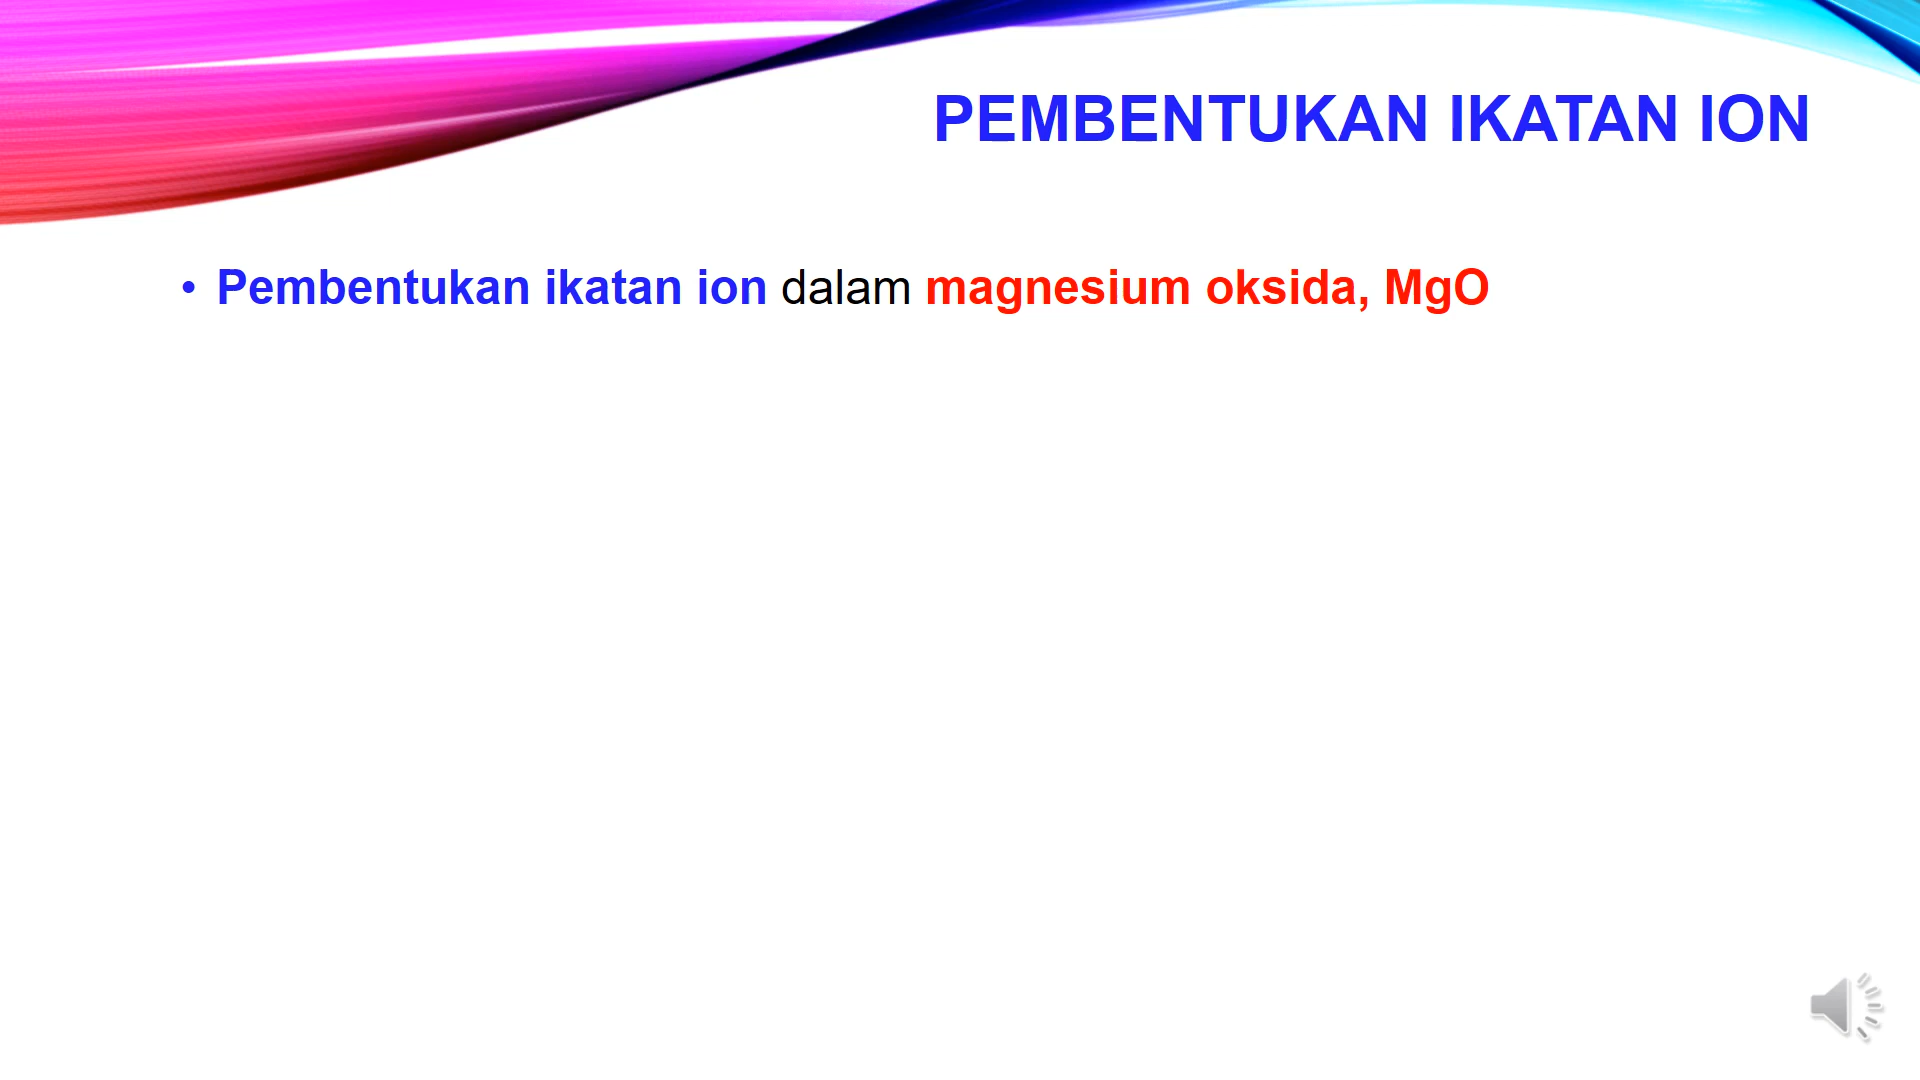 PEMBENTUKAN IKATAN ION
• Pembentukan ikatan ion dalam magnesium oksida, MgO